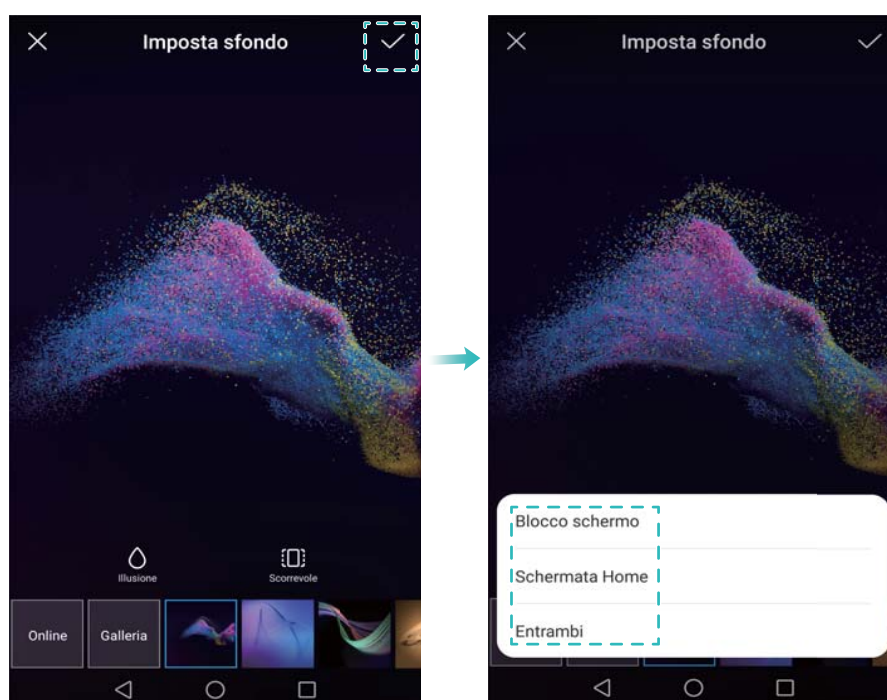 Imposta sfondo
Illusione
Scorrevole
Online
Galleria
Imposta sfondo
Blocco schermo
Schermata Home
Entrambi